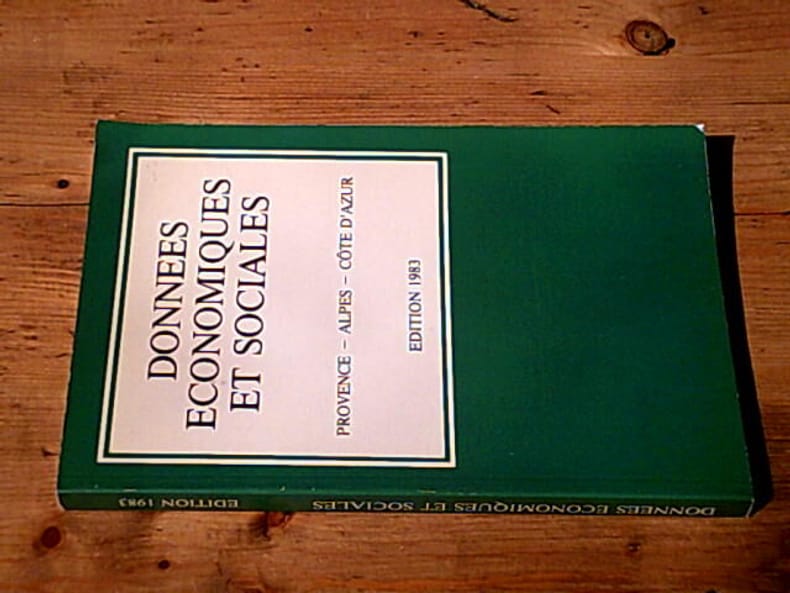 DONNEES
ECONOMIQUES
ET SOCIALES
PROVENCE – ALPES – CÔTE D'AZUR
EDITION 1983
DONNEES ECONOMIQUES ET SOCIALES EDITION 1983